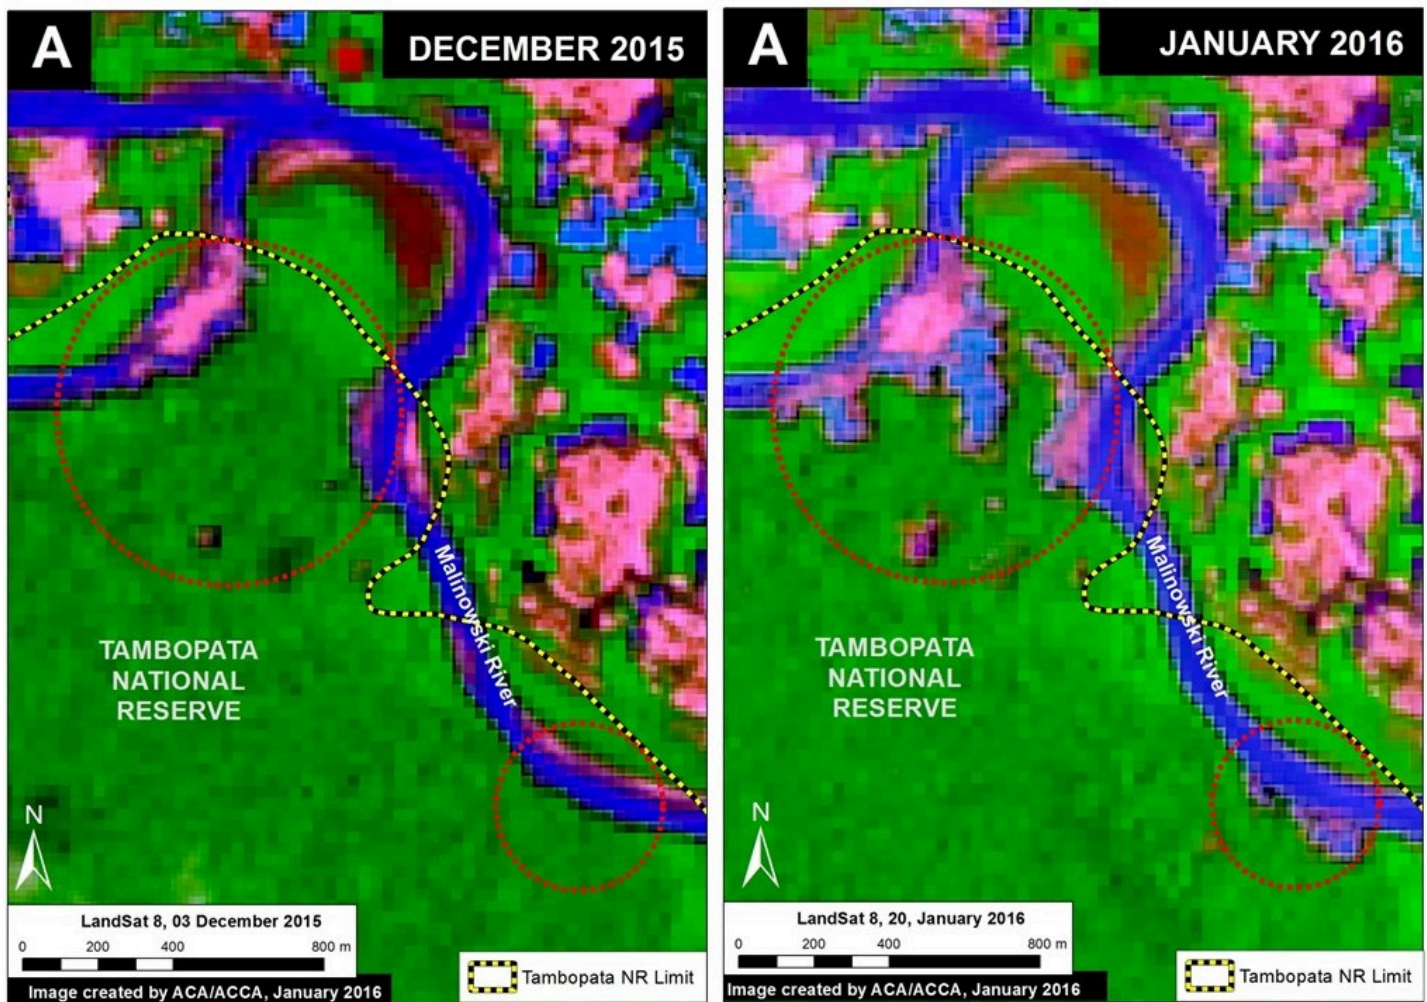 A
DECEMBER 2015
Malinowski River
TAMBOPATA
NATIONAL
RESERVE
N
LandSat 8, 03 December 2015
0 200 400 800 m
Tambopata NR Limit
Image created by ACA/ACCA, January 2016
A
JANUARY 2016
Malinowski River
TAMBOPATA
NATIONAL
RESERVE
N
LandSat 8, 20, January 2016
0 200 400 800 m
Tambopata NR Limit
Image created by ACA/ACCA, January 2016